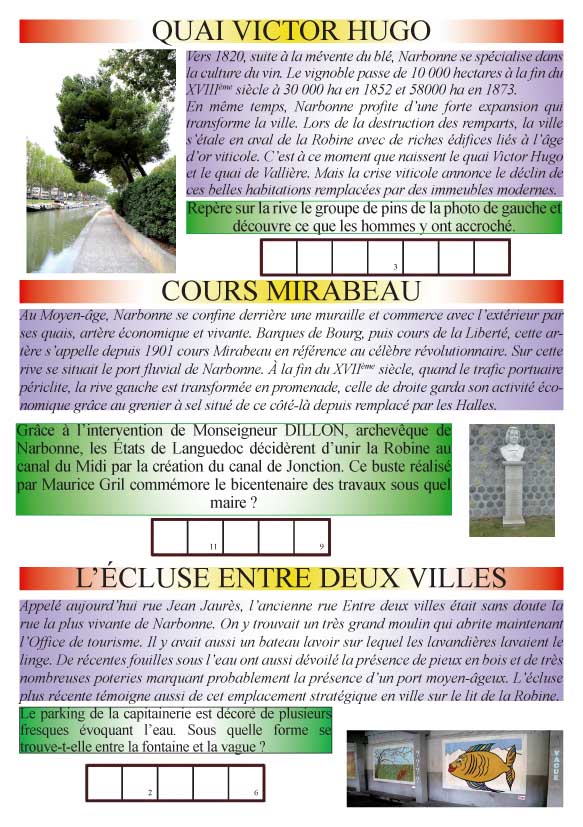 QUAI VICTOR HUGO
Vers 1820, suite à la mévente du blé, Narbonne se spécialise dans
la culture du vin. Le vignoble passe de 10 000 hectares à la fin du
XVIIIème siècle à 30 000 ha en 1852 et 58000 ha en 1873.
En même temps, Narbonne profite d'une forte expansion qui
transforme la ville. Lors de la destruction des remparts, la ville
s'étale en aval de la Robine avec de riches édifices liés à l'âge
d'or viticole. C'est à ce moment que naissent le quai Victor Hugo
et le quai de Vallière. Mais la crise viticole annonce le déclin de
ces belles habitations remplacées par des immeubles modernes.
Repère sur la rive le groupe de pins de la photo de gauche et
découvre ce que les hommes y ont accroché.
3
COURS MIRABEAU
Au Moyen-âge, Narbonne se confine derrière une muraille et commerce avec l'extérieur par
ses quais, artère économique et vivante. Barques de Bourg, puis cours de la Liberté, cette ar-
tère s'appelle depuis 1901 cours Mirabeau en référence au célèbre révolutionnaire. Sur cette
rive se situait le port fluvial de Narbonne. À la fin du XVIIème siècle, quand le trafic portuaire
périclite, la rive gauche est transformée en promenade, celle de droite garda son activité éco-
nomique grâce au grenier à sel situé de ce côté-là depuis remplacé par les Halles.
Grâce à l'intervention de Monseigneur DILLON, archevèque de
Narbonne, les États de Languedoc décidèrent d'unir la Robine au
canal du Midi par la création du canal de Jonction. Ce buste réalisé
par Maurice Gril commémore le bicentenaire des travaux sous quel
maire ?
11 9
L'ÉCLUSE ENTRE DEUX VILLES
Appelé aujourd'hui rue Jean Jaurès, l'ancienne rue Entre deux villes était sans doute la
rue la plus vivante de Narbonne. On y trouvait un très grand moulin qui abrite maintenant
l'Office de tourisme. Il y avait aussi un bateau lavoir sur lequel les lavandières lavaient le
linge. De récentes fouilles sous l'eau ont aussi dévoilé la présence de pieux en bois et de très
nombreuses poteries marquant probablement la présence d'un port moyen-âgeux. L'écluse
plus récente témoigne aussi de cet emplacement stratégique en ville sur le lit de la Robine.
Le parking de la capitainerie est décoré de plusieurs
fresques évoquant l'eau. Sous quelle forme se
trouve-t-elle entre la fontaine et la vague ?
2 6
VAGUE